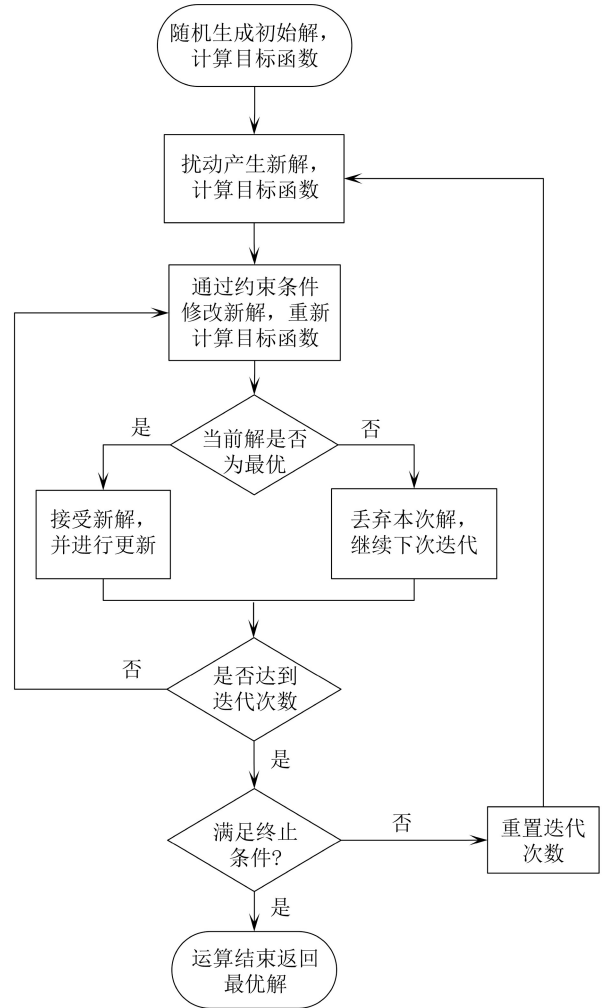 随机生成初始解，
计算目标函数
扰动产生新解，
计算目标函数
通过约束条件
修改新解，重新
计算目标函数
是
当前解是否
为最优
否
接受新解，
并进行更新
丢弃本次解，
继续下次迭代
否
是否达到
迭代次数
是
满足终止
条件?
否
重置迭代
次数
是
运算结束返回
最优解